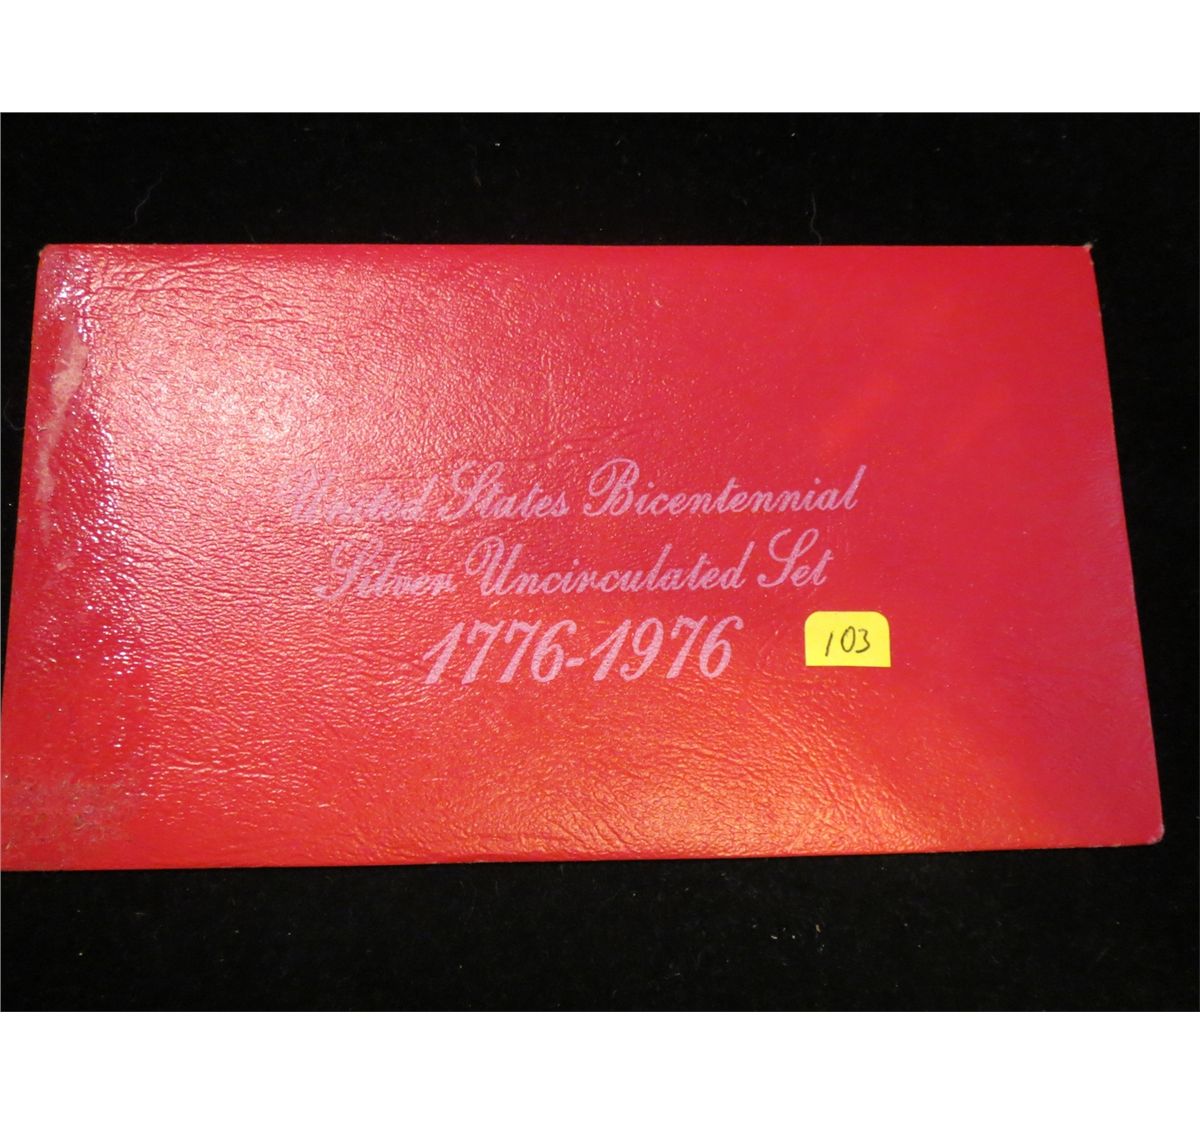 United States Bicentennial
Silver Uncirculated Set
1776-1976
103